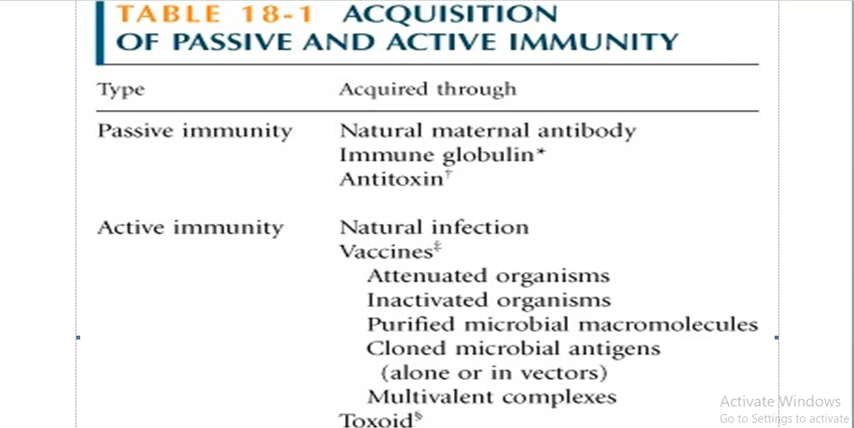 TABLE 18-1 ACQUISITION
OF PASSIVE AND ACTIVE IMMUNITY
Type Acquired through
Passive immunity Natural maternal antibody
Immune globulin*
Antitoxin†
Active immunity Natural infection
Vaccines‡
Attenuated organisms
Inactivated organisms
Purified microbial macromolecules
Cloned microbial antigens
(alone or in vectors)
Multivalent complexes
Toxoid§
Activate Windows
Go to Settings to activate